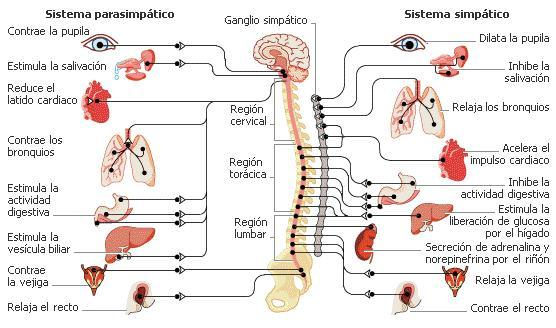 Sistema parasimpático
Contrae la pupila
Estimula la salivación
Reduce el
latido cardiaco
Contrae los
bronquios
Estimula la
actividad
digestiva
Estimula la
vesícula biliar
Contrae
la vejiga
Relaja el recto
Ganglio simpático
Región
cervical
Región
torácica
Región
lumbar
Sistema simpático
Dilata la pupila
Inhibe la
salivación
Relaja los bronquios
Acelera el
impulso cardiaco
Inhibe la
actividad digestiva
Estimula la
liberación de glucosa
por el hígado
Secreción de adrenalina y
norepinefrina por el riñón
Relaja la vejiga
Contrae el recto